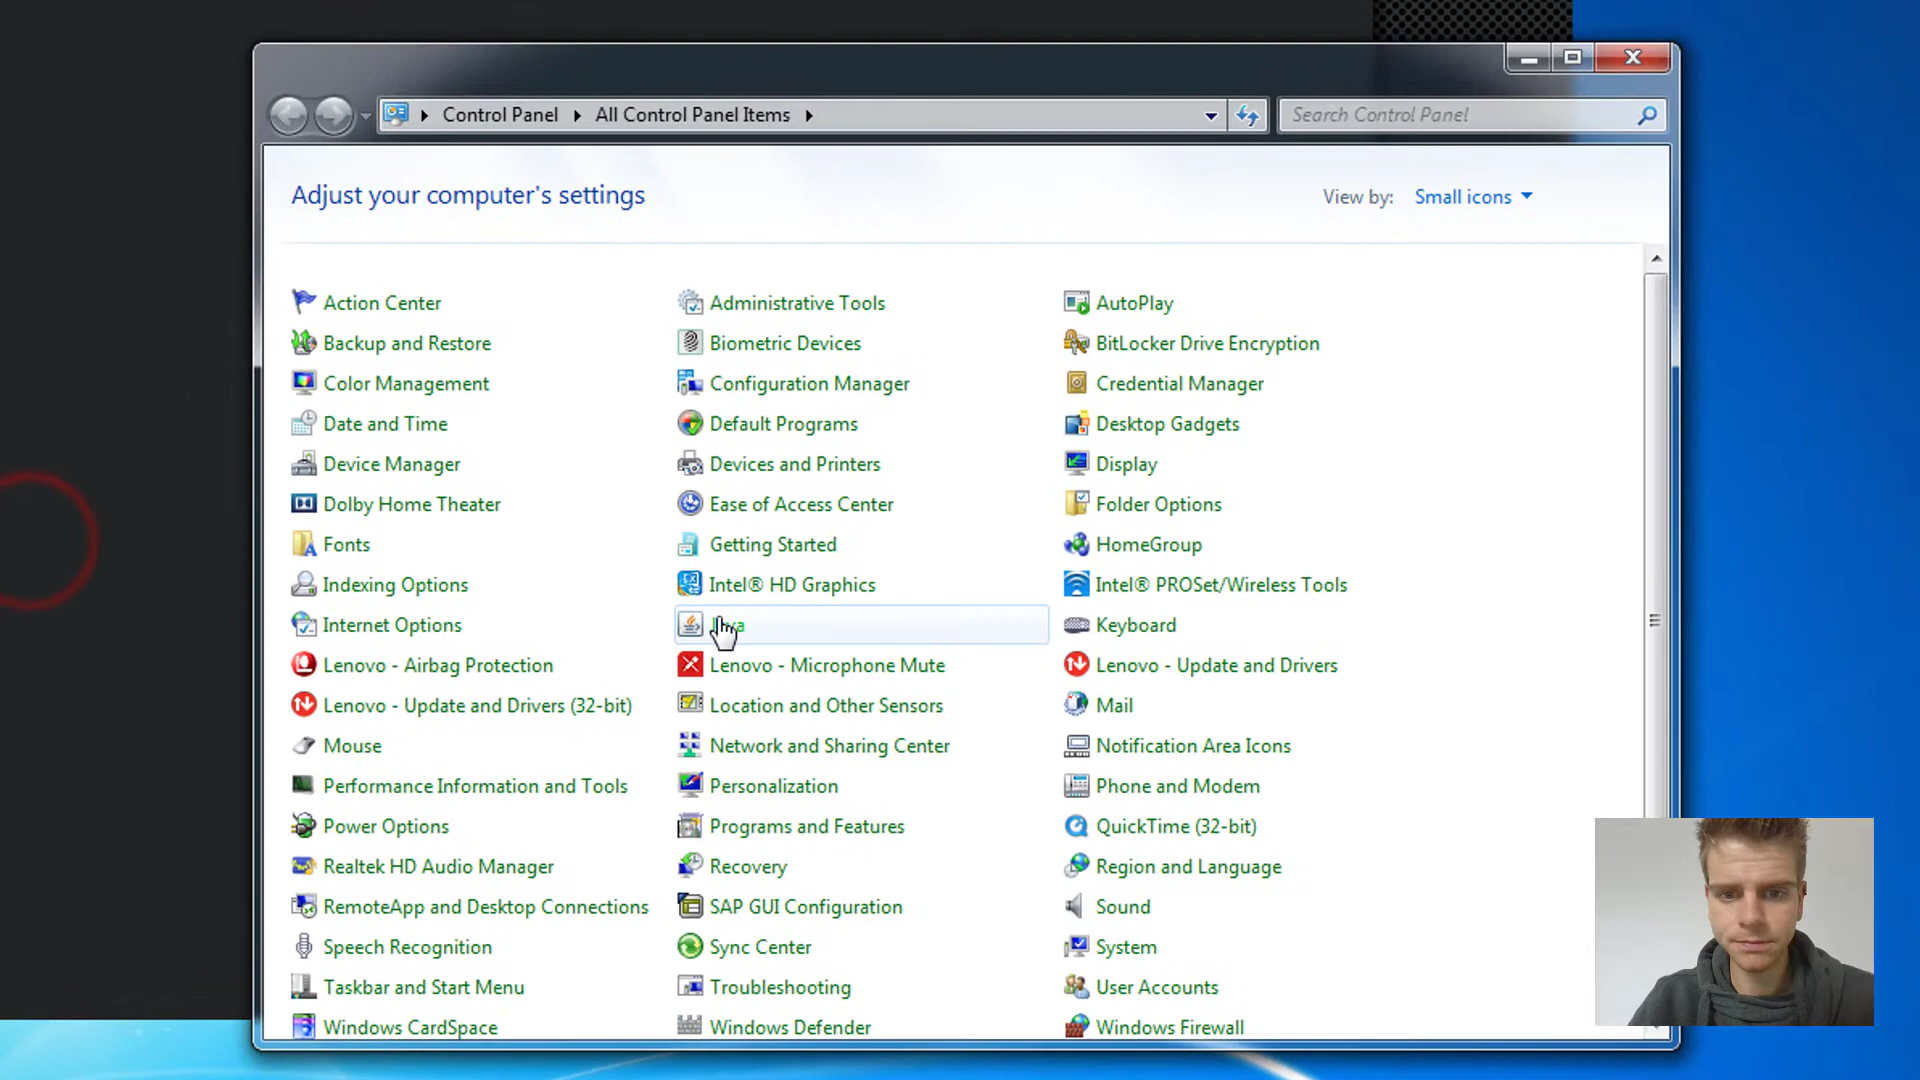 Control Panel All Control Panel Items Search Control Panel
Adjust your computer's settings View by: Small icons
Action Center Administrative Tools AutoPlay
Backup and Restore Biometric Devices BitLocker Drive Encryption
Color Management Configuration Manager Credential Manager
Date and Time Default Programs Desktop Gadgets
Device Manager Devices and Printers Display
Dolby Home Theater Ease of Access Center Folder Options
Fonts Getting Started HomeGroup
Indexing Options Intel® HD Graphics Intel® PROSet/Wireless Tools
Internet Options Java Keyboard
Lenovo - Airbag Protection Lenovo - Microphone Mute Lenovo - Update and Drivers
Lenovo - Update and Drivers (32-bit) Location and Other Sensors Mail
Mouse Network and Sharing Center Notification Area Icons
Performance Information and Tools Personalization Phone and Modem
Power Options Programs and Features QuickTime (32-bit)
Realtek HD Audio Manager Recovery Region and Language
RemoteApp and Desktop Connections SAP GUI Configuration Sound
Speech Recognition Sync Center System
Taskbar and Start Menu Troubleshooting User Accounts
Windows CardSpace Windows Defender Windows Firewall